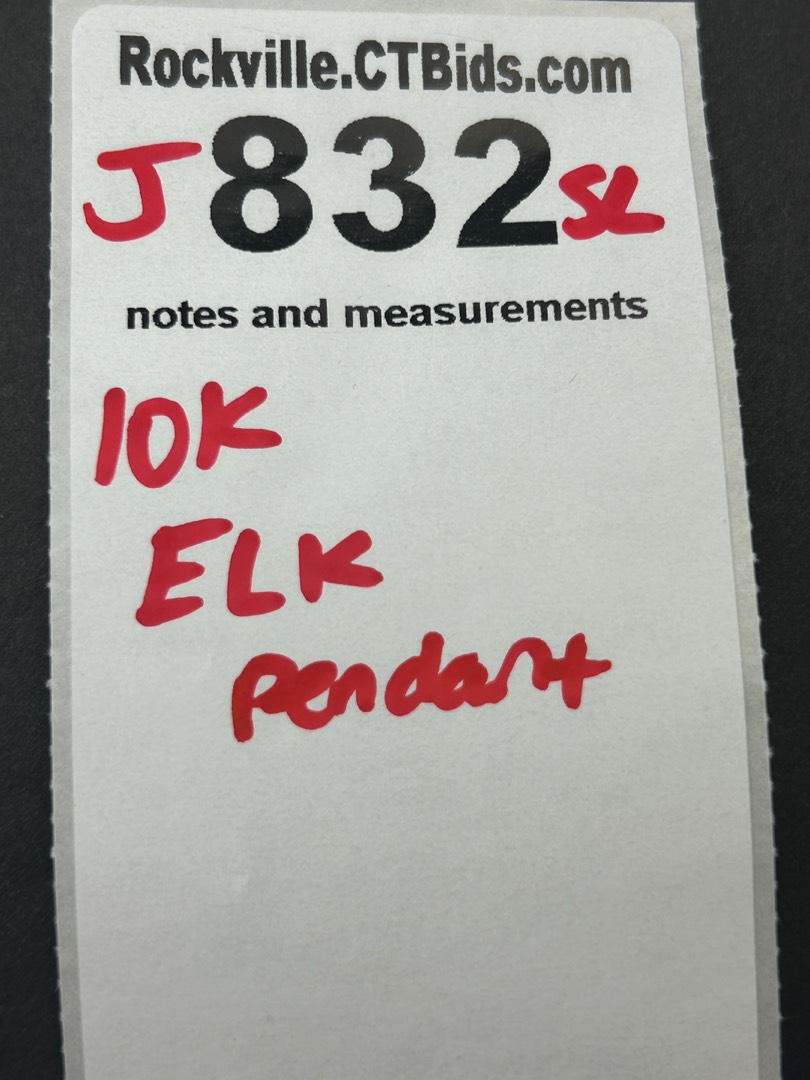 Rockville.CTBids.com
J832SL
notes and measurements
10K
ELK
pendant